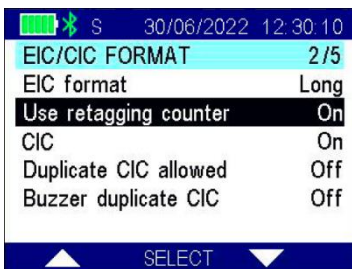 S 30/06/2022 12:30:10
EIC/CIC FORMAT 2/5
EIC format Long
Use retagging counter On
CIC On
Duplicate CIC allowed Off
Buzzer duplicate CIC Off
SELECT